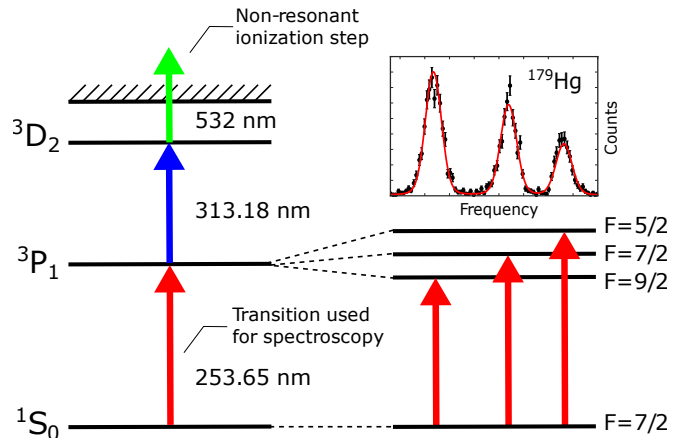 Non-resonant
ionization step
532 nm
³D₂
313.18 nm
³P₁
Transition used
for spectroscopy
253.65 nm
¹S₀
¹⁷⁹Hg
Counts
Frequency
F=5/2
F=7/2
F=9/2
F=7/2